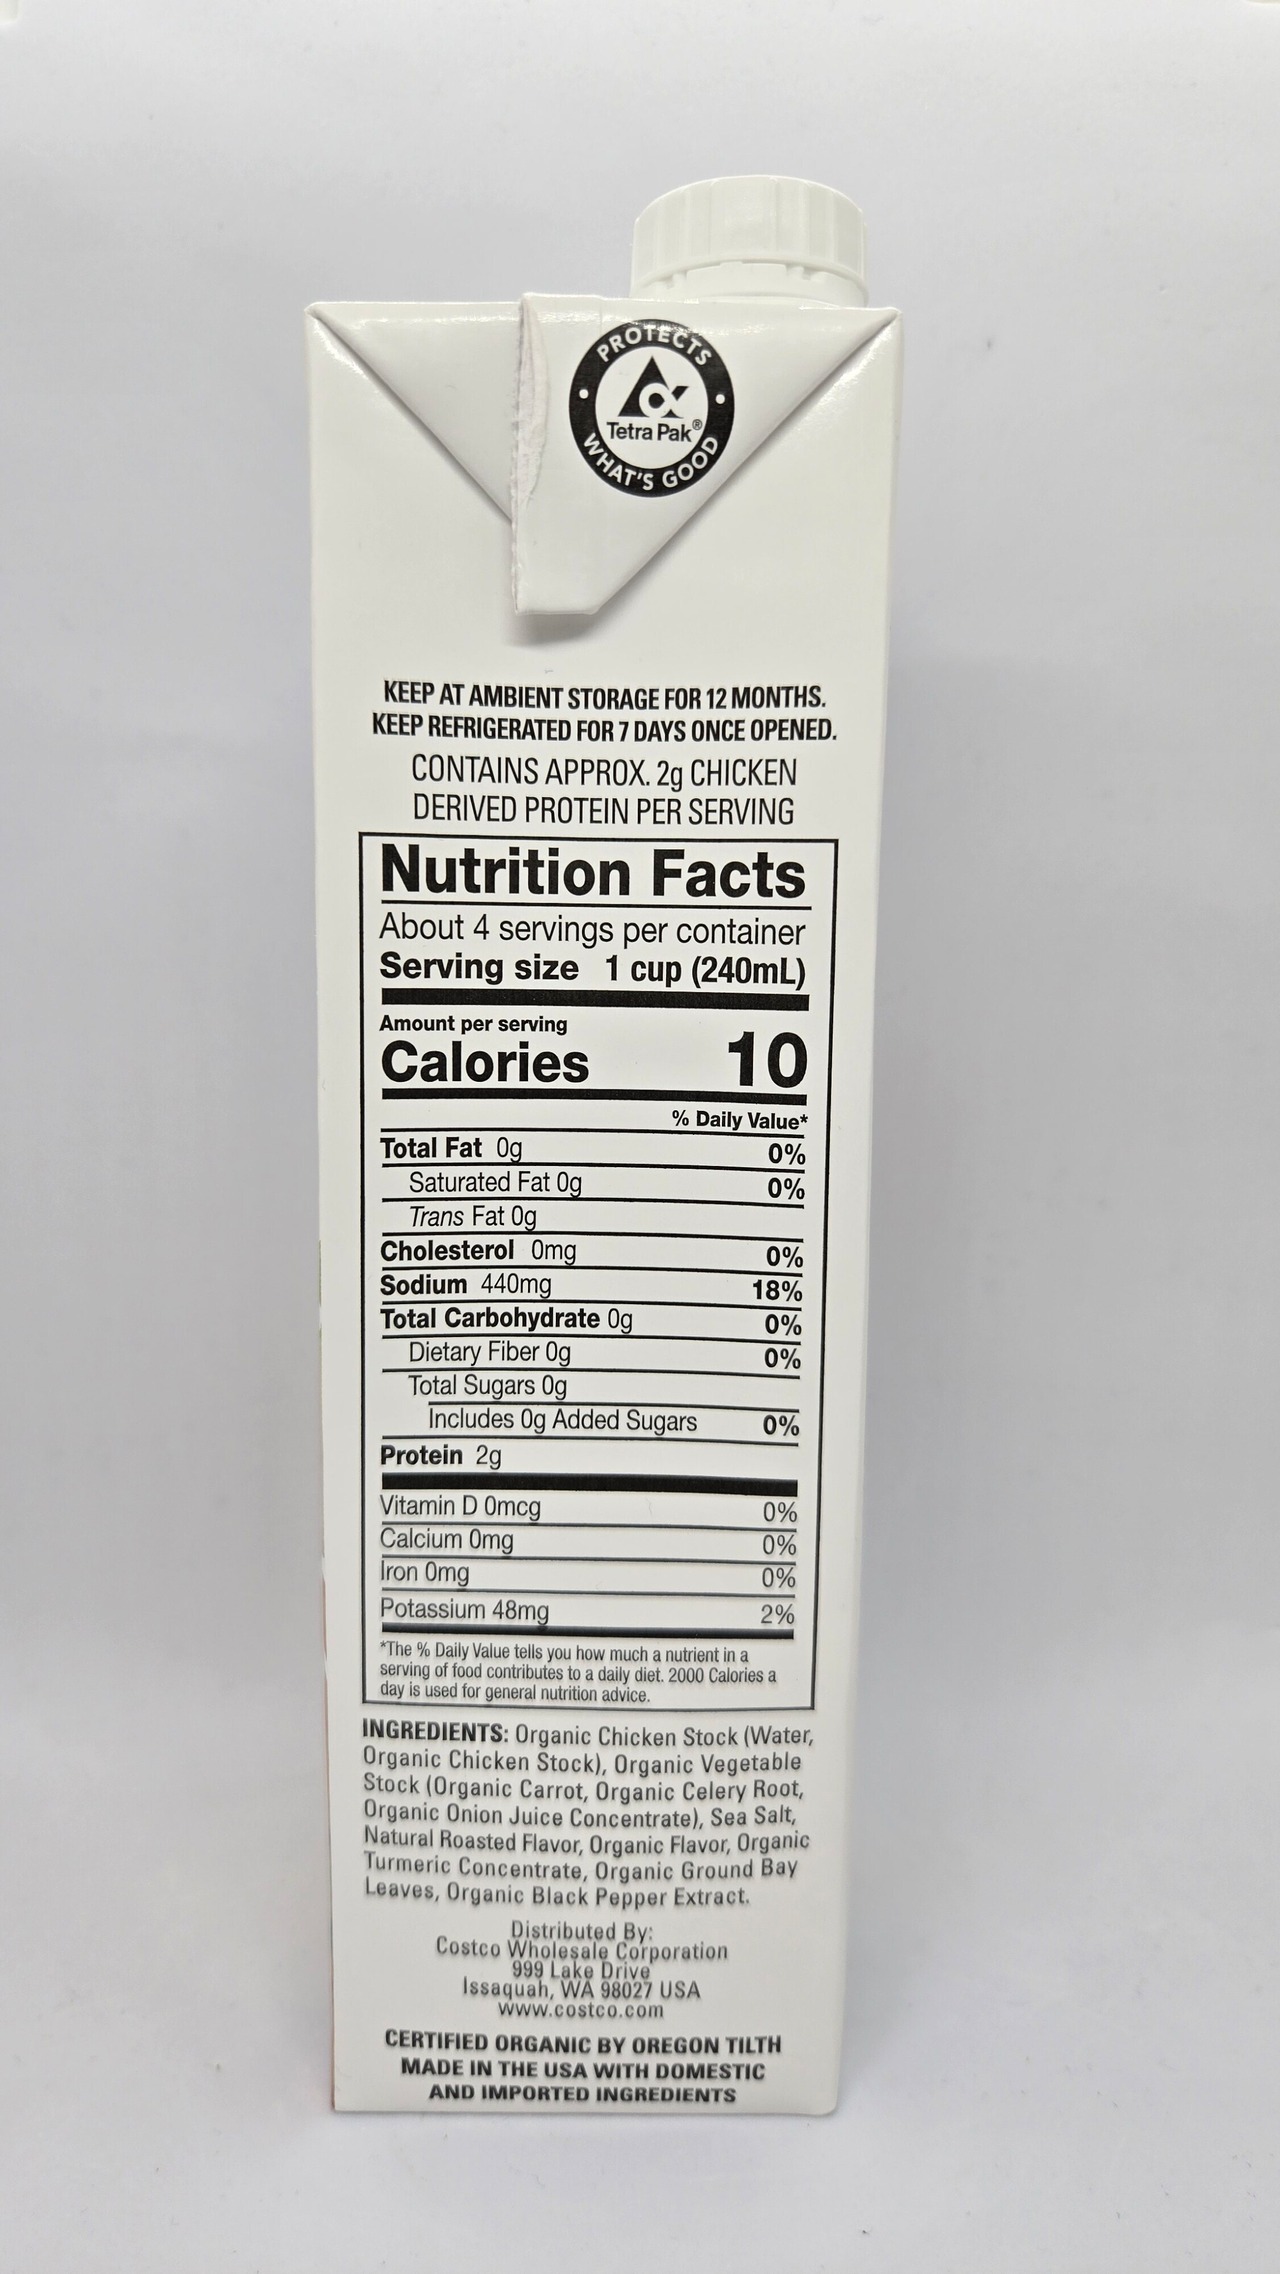 PROTECTS
Tetra Pak®
WHAT'S GOOD
KEEP AT AMBIENT STORAGE FOR 12 MONTHS.
KEEP REFRIGERATED FOR 7 DAYS ONCE OPENED.
CONTAINS APPROX. 2g CHICKEN
DERIVED PROTEIN PER SERVING
Nutrition Facts
About 4 servings per container
Serving size 1 cup (240mL)
Amount per serving
Calories 10
% Daily Value*
Total Fat 0g 0%
Saturated Fat 0g 0%
Trans Fat 0g
Cholesterol 0mg 0%
Sodium 440mg 18%
Total Carbohydrate 0g 0%
Dietary Fiber 0g 0%
Total Sugars 0g
Includes 0g Added Sugars 0%
Protein 2g
Vitamin D 0mcg 0%
Calcium 0mg 0%
Iron 0mg 0%
Potassium 48mg 2%
*The % Daily Value tells you how much a nutrient in a
serving of food contributes to a daily diet. 2000 Calories a
day is used for general nutrition advice.
INGREDIENTS: Organic Chicken Stock (Water,
Organic Chicken Stock), Organic Vegetable
Stock (Organic Carrot, Organic Celery Root,
Organic Onion Juice Concentrate), Sea Salt,
Natural Roasted Flavor, Organic Flavor, Organic
Turmeric Concentrate, Organic Ground Bay
Leaves, Organic Black Pepper Extract.
Distributed By:
Costco Wholesale Corporation
999 Lake Drive
Issaquah, WA 98027 USA
www.costco.com
CERTIFIED ORGANIC BY OREGON TILTH
MADE IN THE USA WITH DOMESTIC
AND IMPORTED INGREDIENTS